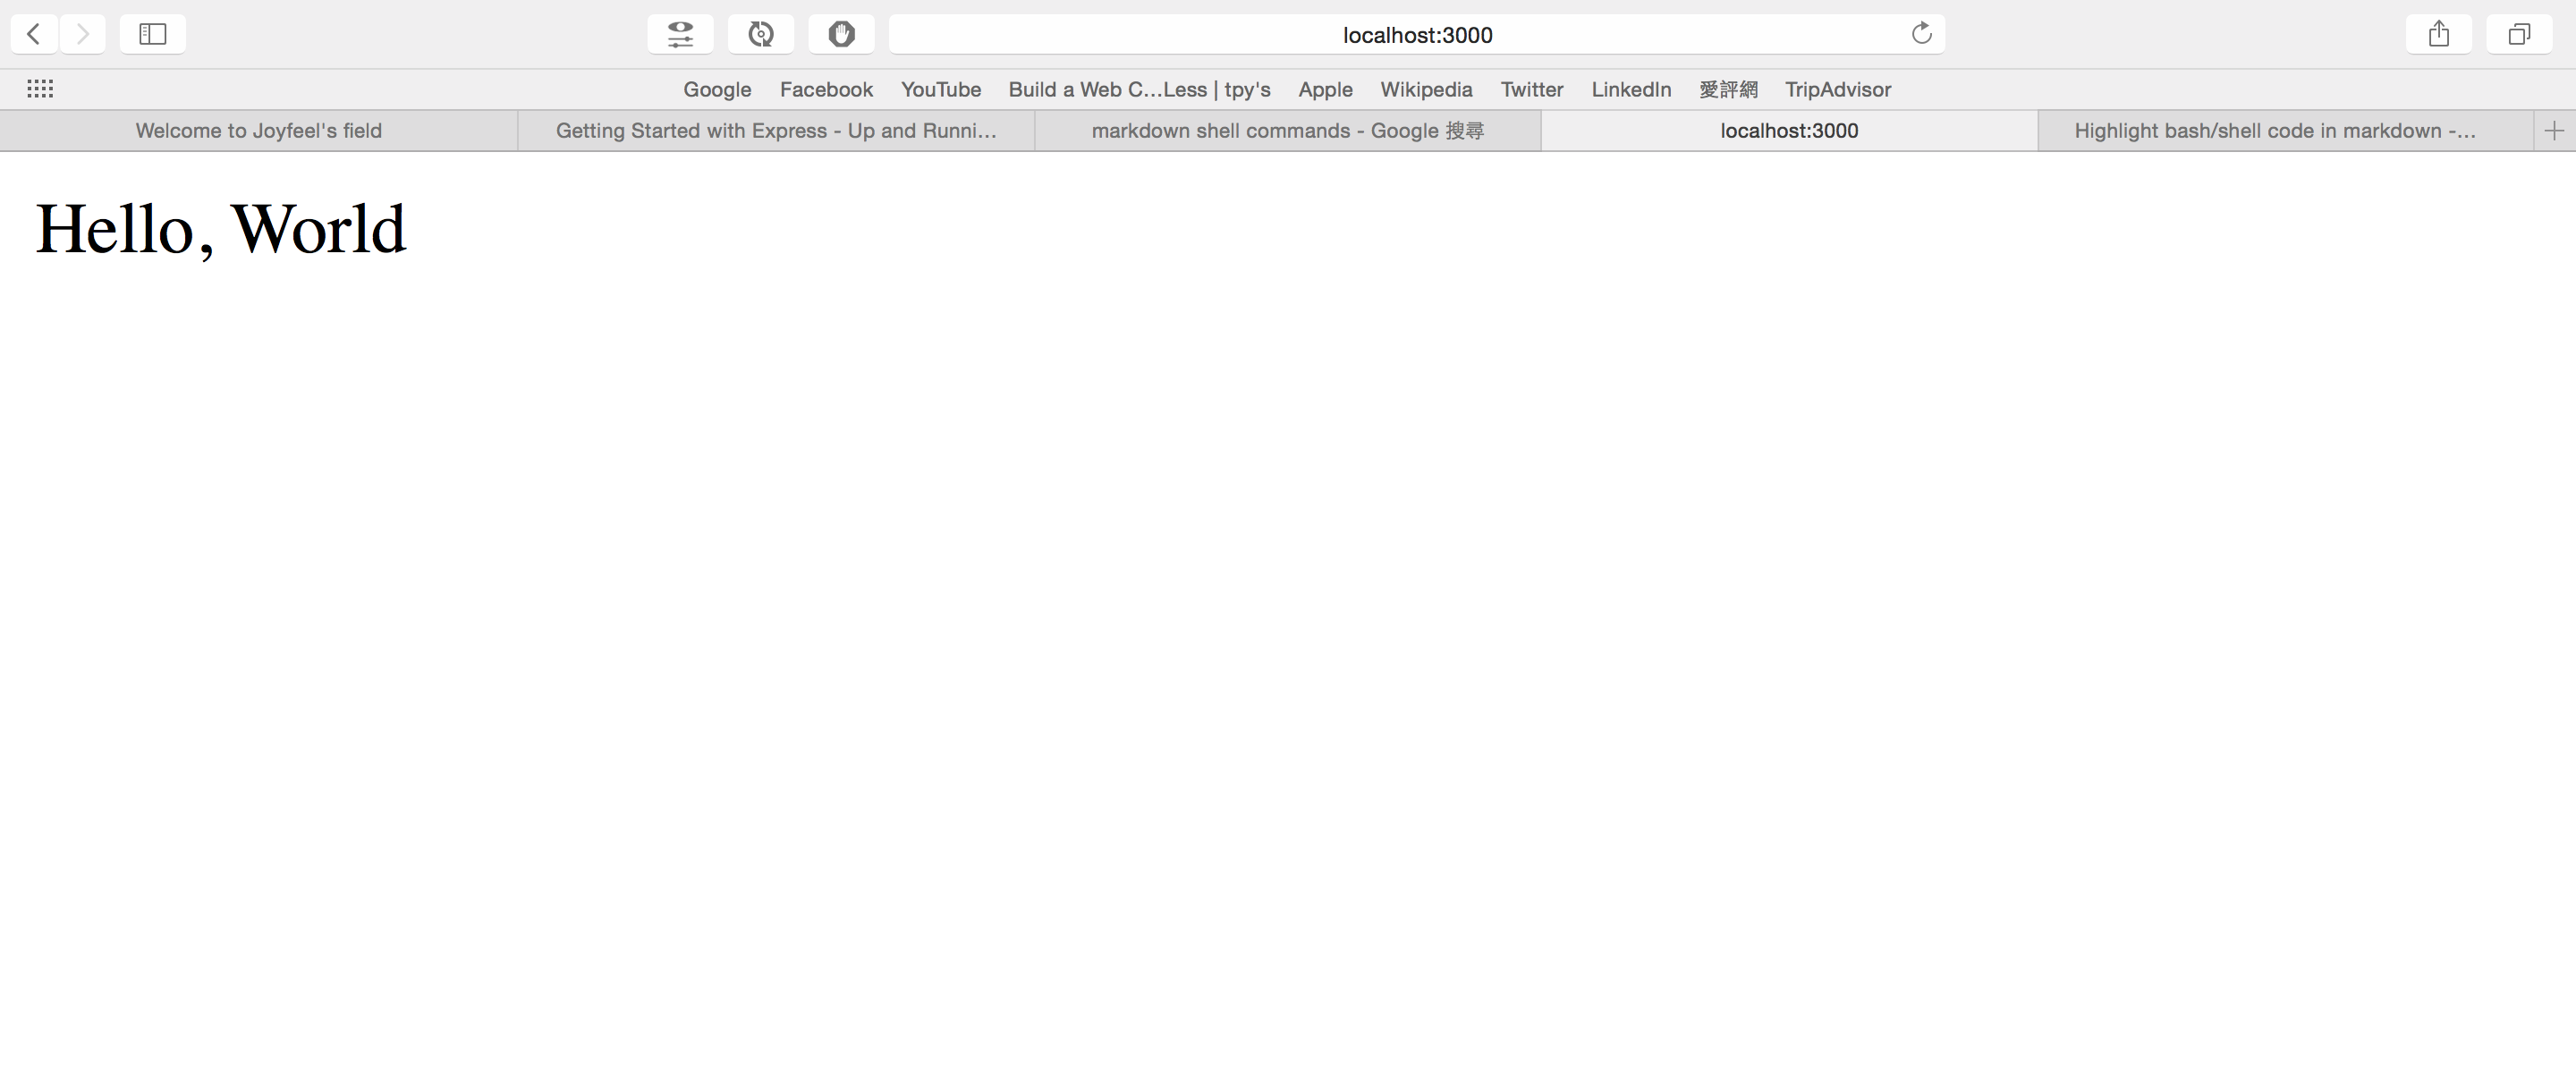 localhost:3000
Google Facebook YouTube Build a Web C...Less | tpy's Apple Wikipedia Twitter LinkedIn 愛評網 TripAdvisor
Welcome to Joyfeel's field Getting Started with Express - Up and Runni... markdown shell commands - Google 搜尋 localhost:3000 Highlight bash/shell code in markdown -...
Hello, World